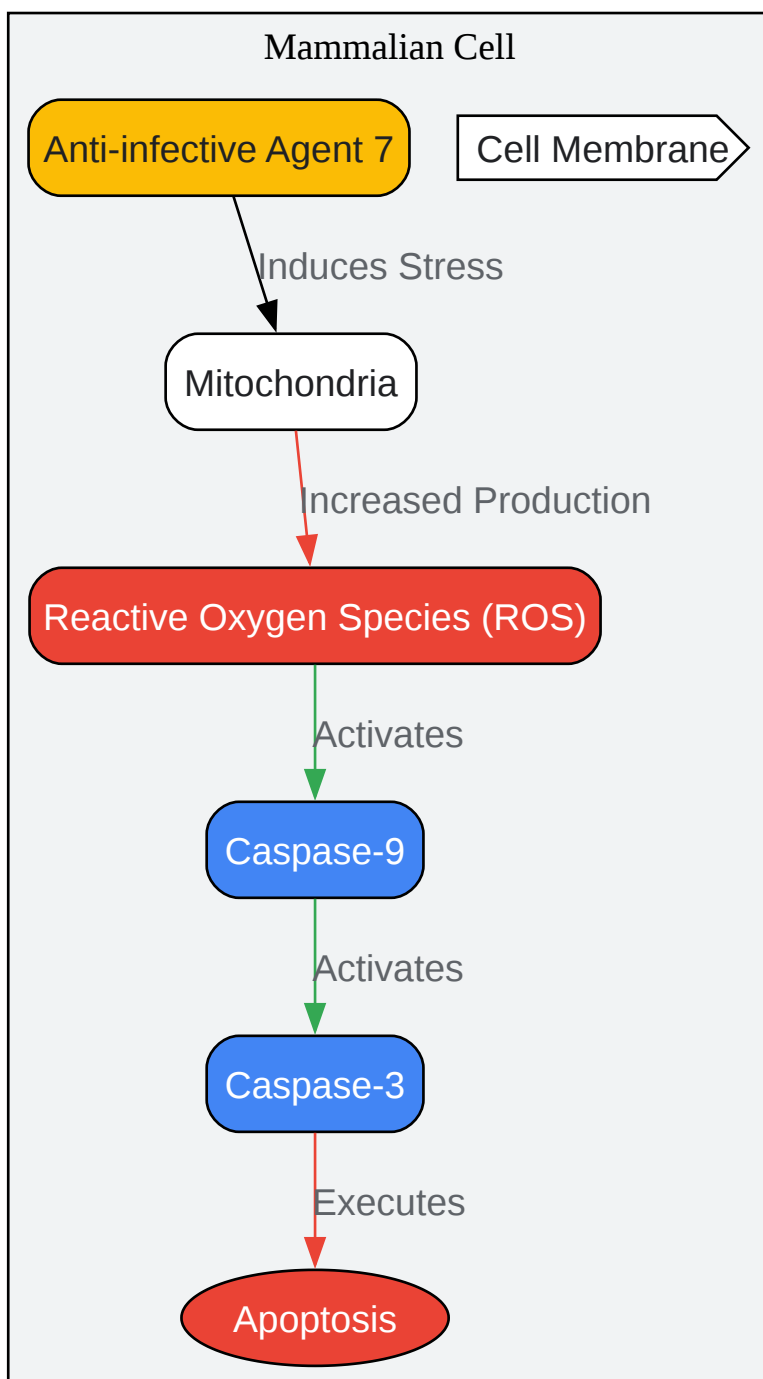 Mammalian Cell
Anti-infective Agent 7
Cell Membrane
Induces Stress
Mitochondria
Increased Production
Reactive Oxygen Species (ROS)
Activates
Caspase-9
Activates
Caspase-3
Executes
Apoptosis